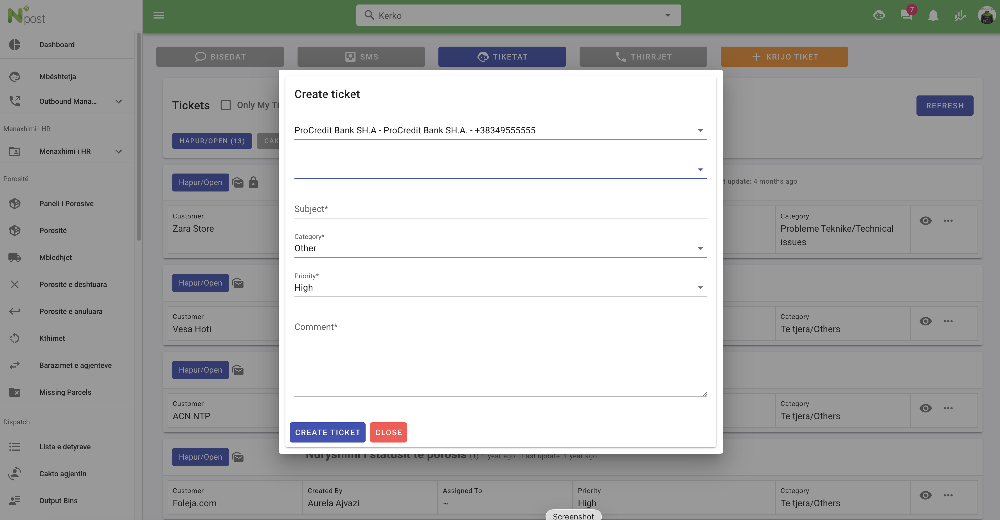 Npost
Kerko
7
Dashboard
Mbështetja
Outbound Mana...
Menaxhimi i HR
Menaxhimi i HR
Porositë
Paneli i Porosive
Porositë
Mbledhjet
Porositë e dështuara
Porositë e anuluara
Kthimet
Barazimet e agjenteve
Missing Parcels
Dispatch
Lista e detyrave
Cakto agjentin
Output Bins
BISEDAT
SMS
TIKETAT
THIRRJET
KRIJO TIKET
Tickets
Only My Ti
REFRESH
HAPUR/OPEN (13)
CAK
Create ticket
ProCredit Bank SH.A - ProCredit Bank SH.A. - +38349555555
Subject*
Category*
Other
Priority*
High
Comment*
CREATE TICKET
CLOSE
Hapur/Open
t update: 4 months ago
Customer
Zara Store
Category
Probleme Teknike/Technical
issues
Hapur/Open
Customer
Vesa Hoti
Category
Te tjera/Others
Hapur/Open
Customer
ACN NTP
Category
Te tjera/Others
Hapur/Open
Ndryshimi i statusit te porosis (1) 1 year ago | Last update: 1 year ago
Customer
Foleja.com
Created By
Aurela Ajvazi
Assigned To
~
Priority
High
Category
Te tjera/Others
Screenshot